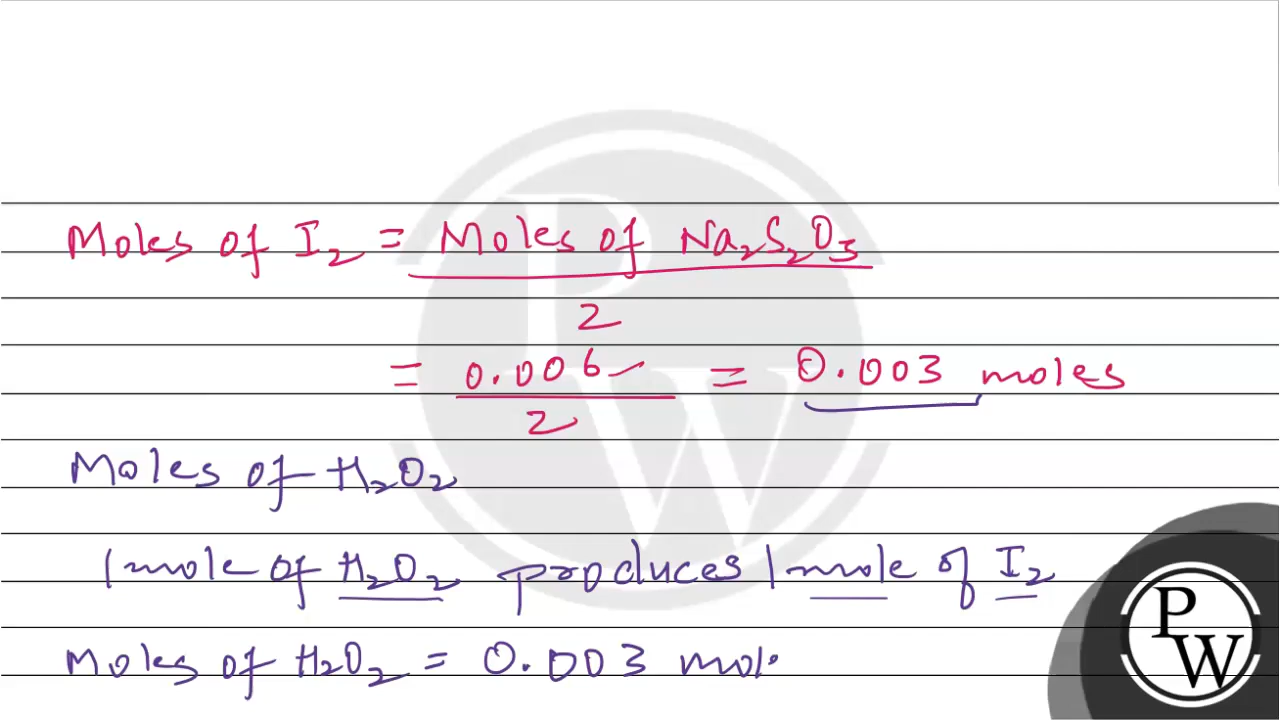 Moles of I₂ = Moles of Na₂S₂O₃
2
= 0.006 = 0.003 moles
2
Moles of H₂O₂
1 mole of H₂O₂ produces 1 mole of I₂
Moles of H₂O₂ = 0.003 mol
PW